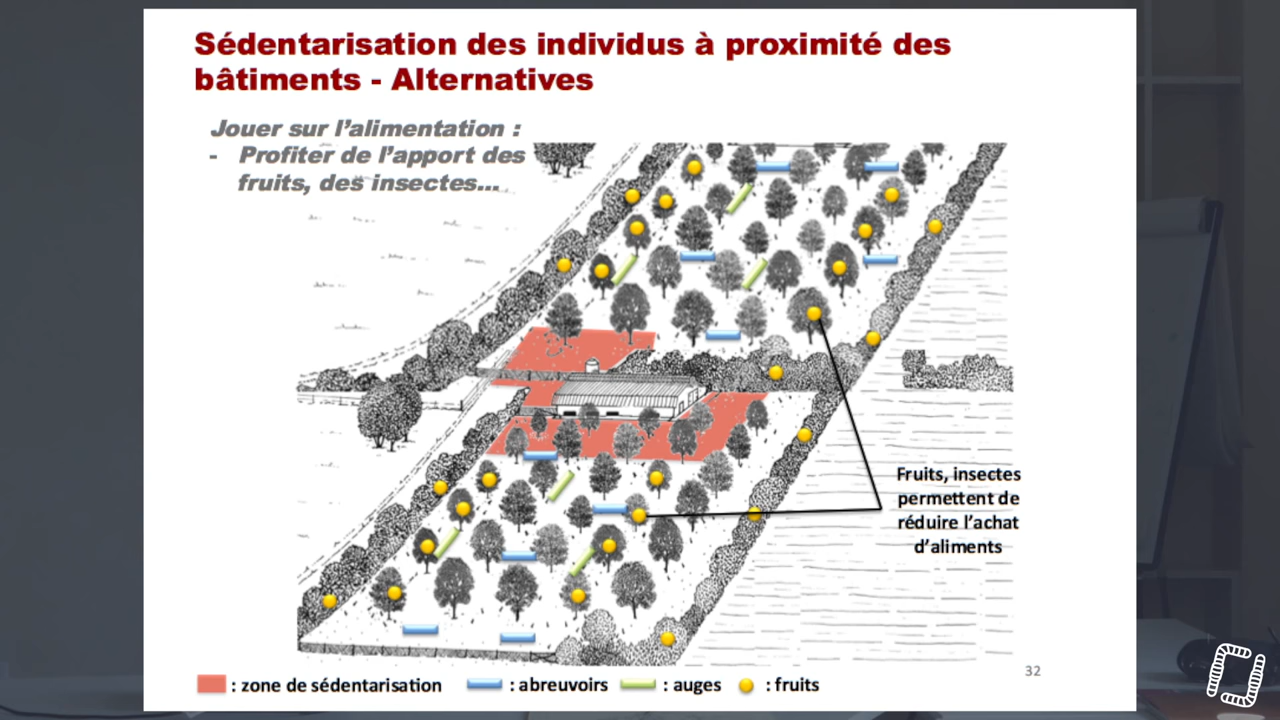 Sédentarisation des individus à proximité des
bâtiments - Alternatives
Jouer sur l’alimentation :
- Profiter de l’apport des
fruits, des insectes...
Fruits, insectes
permettent de
réduire l’achat
d’aliments
32
: zone de sédentarisation : abreuvoirs : auges : fruits